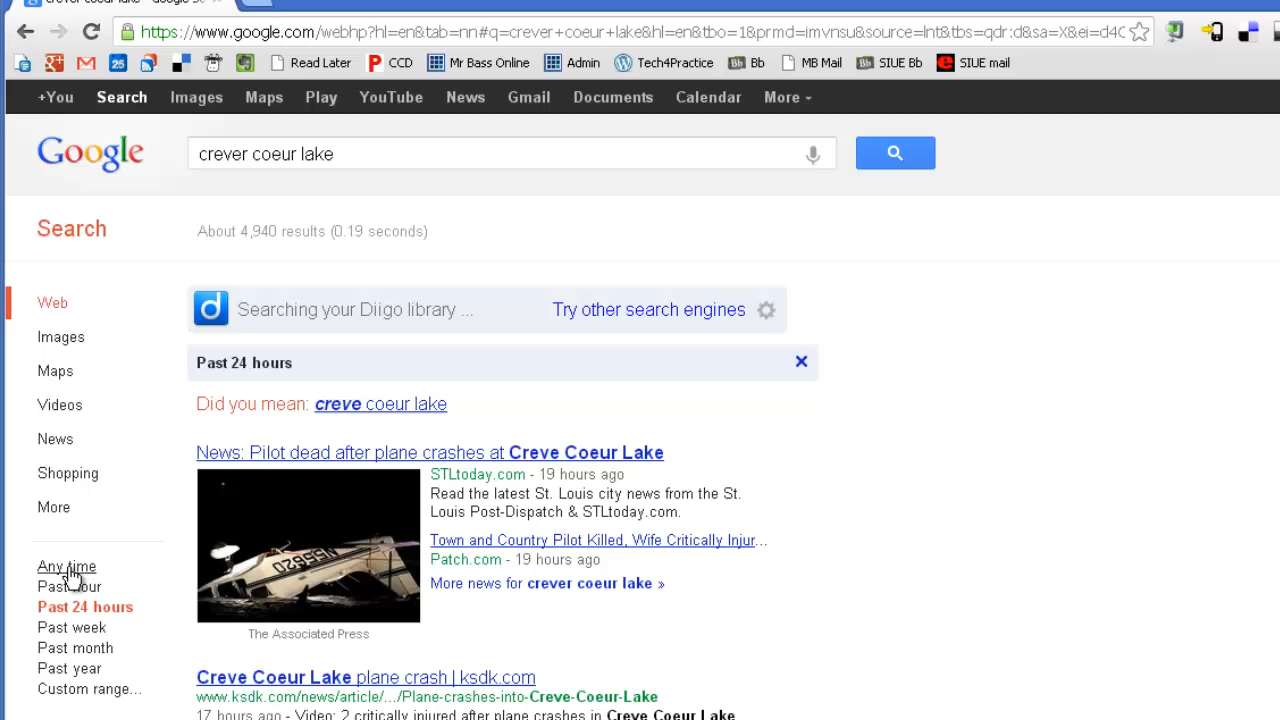 crever coeur lake - Google Se
https://www.google.com/webhp?hl=en&tab=nn#q=crever+coeur+lake&hl=en&tbo=1&prmd=imvnsu&source=lnt&tbs=qdr:d&sa=X&ei=d4C
25 Read Later CCD Mr Bass Online Admin Tech4Practice Bb Bb MB Mail Bb SIUE Bb e SIUE mail
+You Search Images Maps Play YouTube News Gmail Documents Calendar More
Google crever coeur lake
Search About 4,940 results (0.19 seconds)
Web
Images
Maps
Videos
News
Shopping
More
Any time
Past hour
Past 24 hours
Past week
Past month
Past year
Custom range...
d Searching your Diigo library ... Try other search engines
Past 24 hours
Did you mean: creve coeur lake
News: Pilot dead after plane crashes at Creve Coeur Lake
STLtoday.com - 19 hours ago
Read the latest St. Louis city news from the St.
Louis Post-Dispatch & STLtoday.com.
Town and Country Pilot Killed, Wife Critically Injur...
Patch.com - 19 hours ago
More news for crever coeur lake »
The Associated Press
Creve Coeur Lake plane crash | ksdk.com
www.ksdk.com/news/article/.../Plane-crashes-into-Creve-Coeur-Lake
17 hours ago - Video: 2 critically injured after plane crashes in Creve Coeur Lake